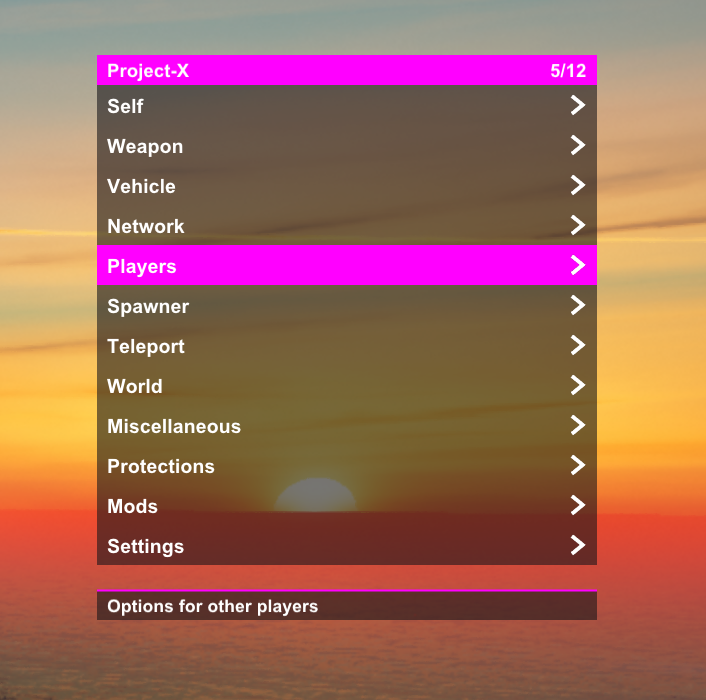 Project-X 5/12
Self
Weapon
Vehicle
Network
Players
Spawner
Teleport
World
Miscellaneous
Protections
Mods
Settings
Options for other players